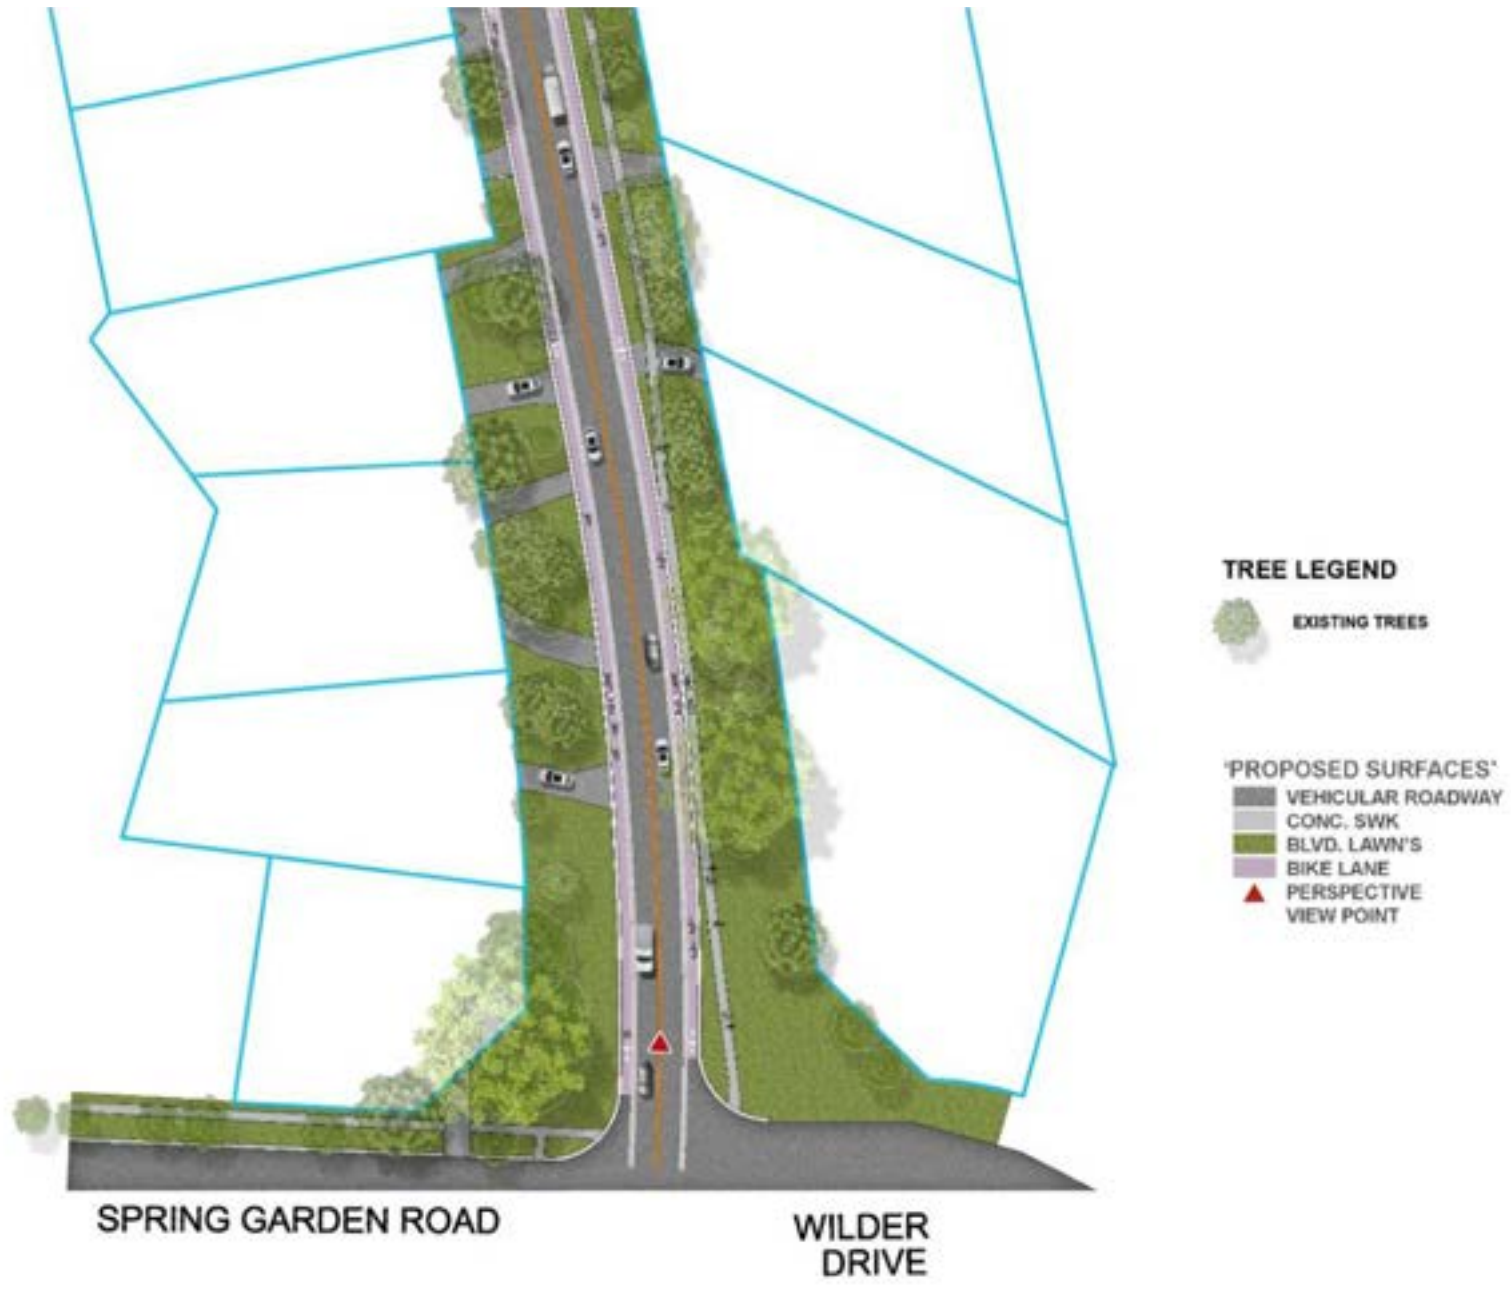 TREE LEGEND
EXISTING TREES
'PROPOSED SURFACES'
VEHICULAR ROADWAY
CONC. SWK
BLVD. LAWN'S
BIKE LANE
PERSPECTIVE
VIEW POINT
SPRING GARDEN ROAD
WILDER
DRIVE